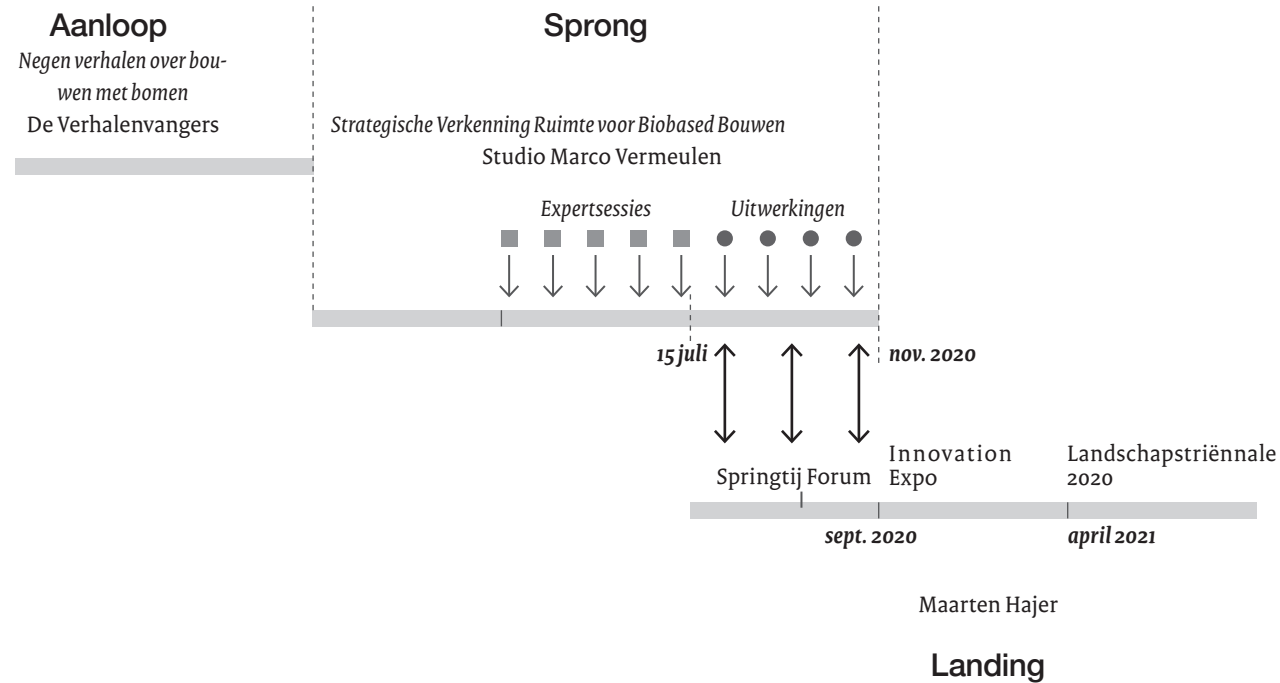 Aanloop
Negen verhalen over bou-
wen met bomen
De Verhalenvangers
Sprong
Strategische Verkenning Ruimte voor Biobased Bouwen
Studio Marco Vermeulen
Expertsessies
Uitwerkingen
15 juli
nov. 2020
Springtij Forum
Innovation
Expo
Landschapstriënnale
2020
sept. 2020
april 2021
Maarten Hajer
Landing